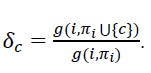 δ_c = g(i,π_i ∪{c}) / g(i,π_i).